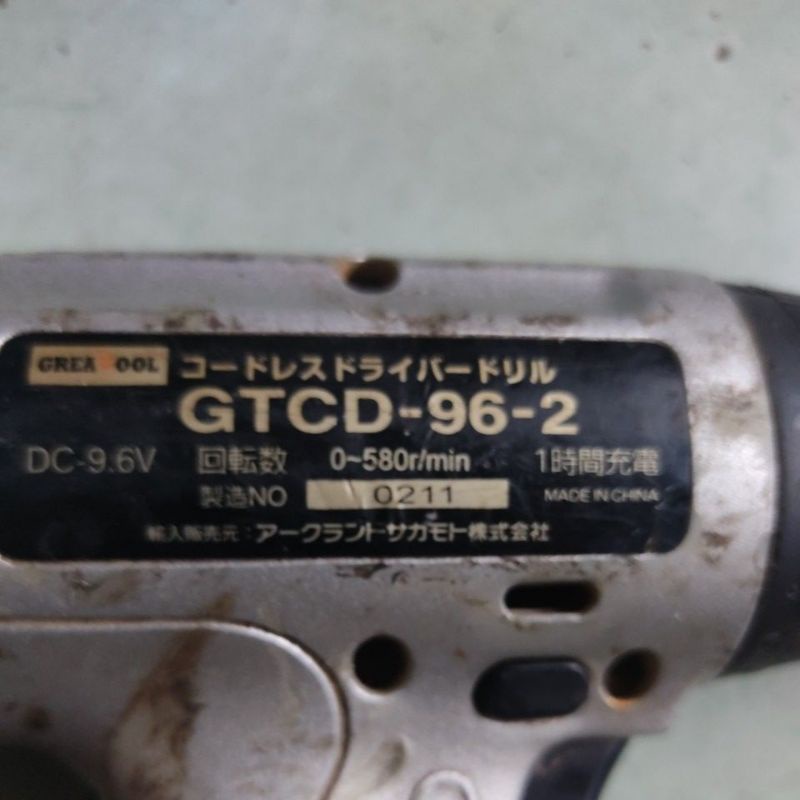 GREATOOL コードレスドライバードリル
GTCD-96-2
DC-9.6V 回転数 0~580r/min 1時間充電
製造NO 0211 MADE IN CHINA
輸入販売元:アークランドサカモト株式会社